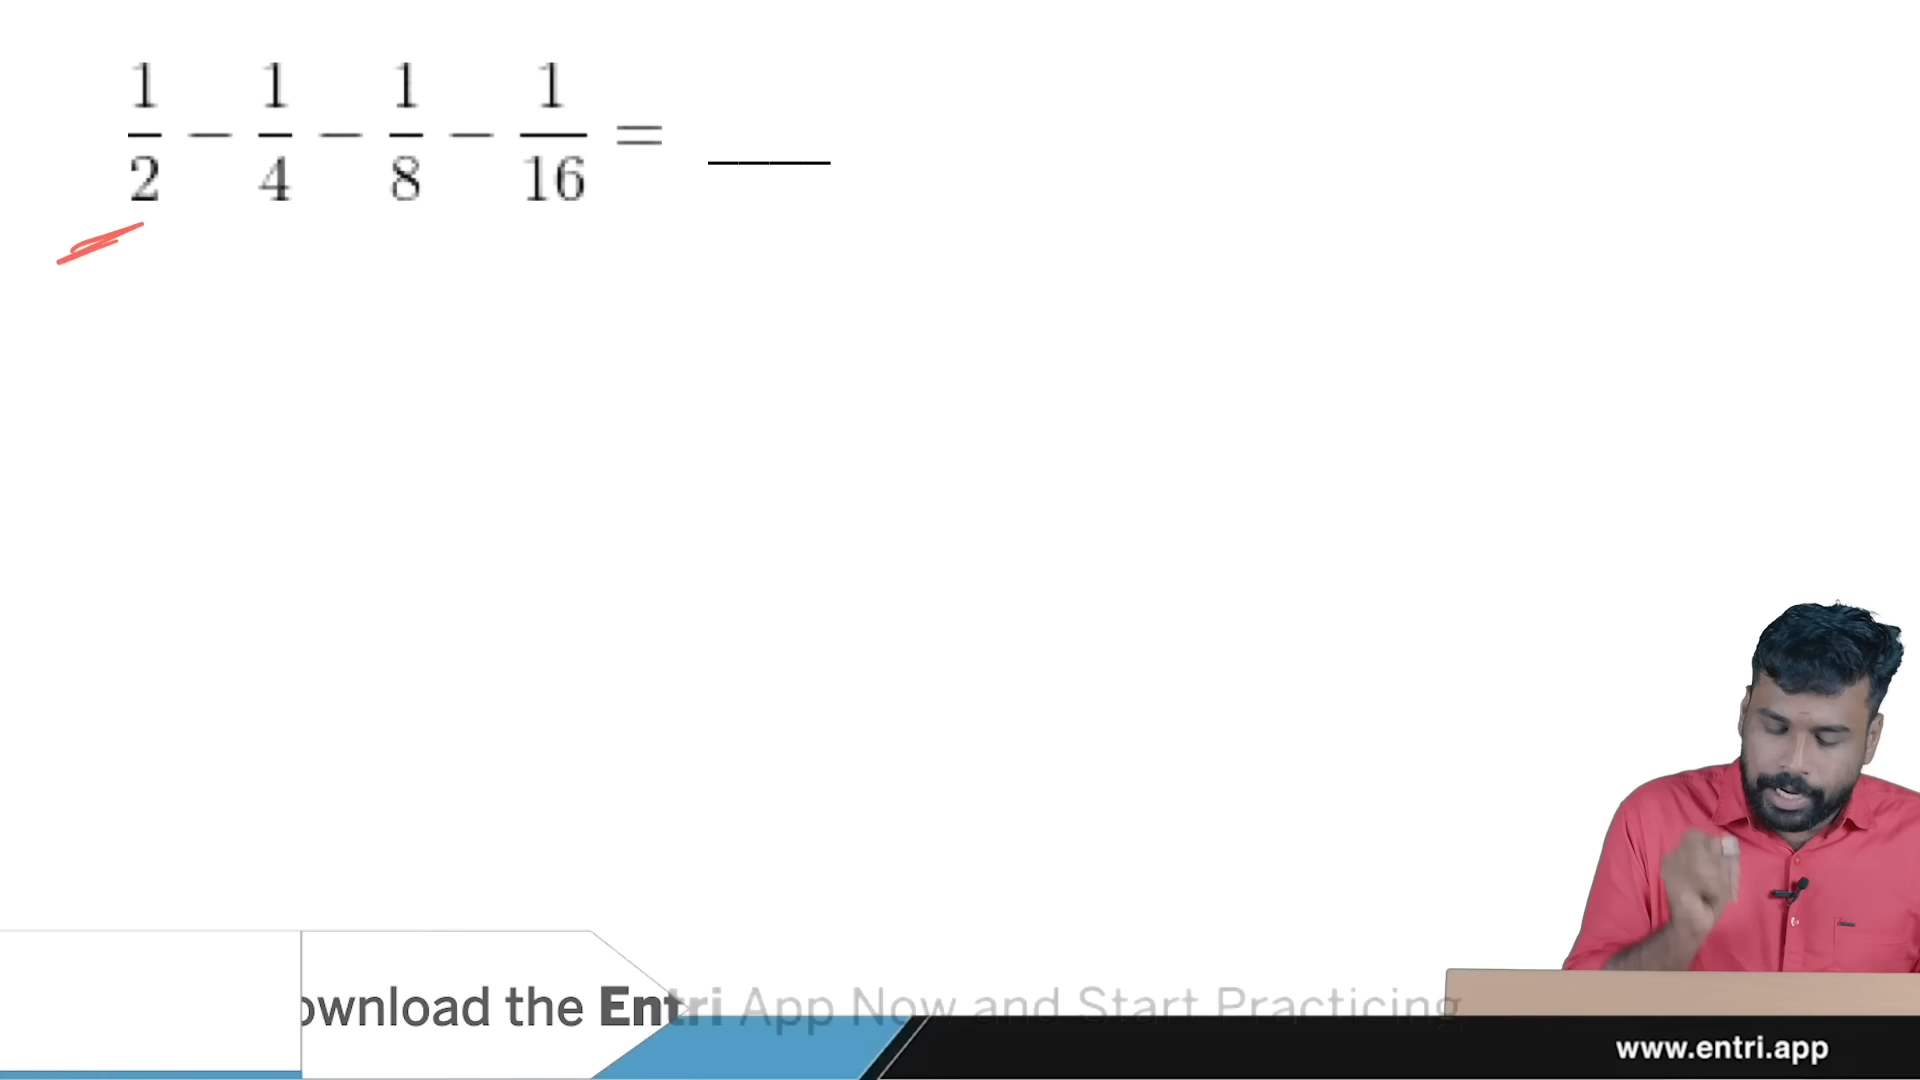 1/2 − 1/4 − 1/8 − 1/16 = ____
ownload the Entri App Now and Start Practicing
www.entri.app